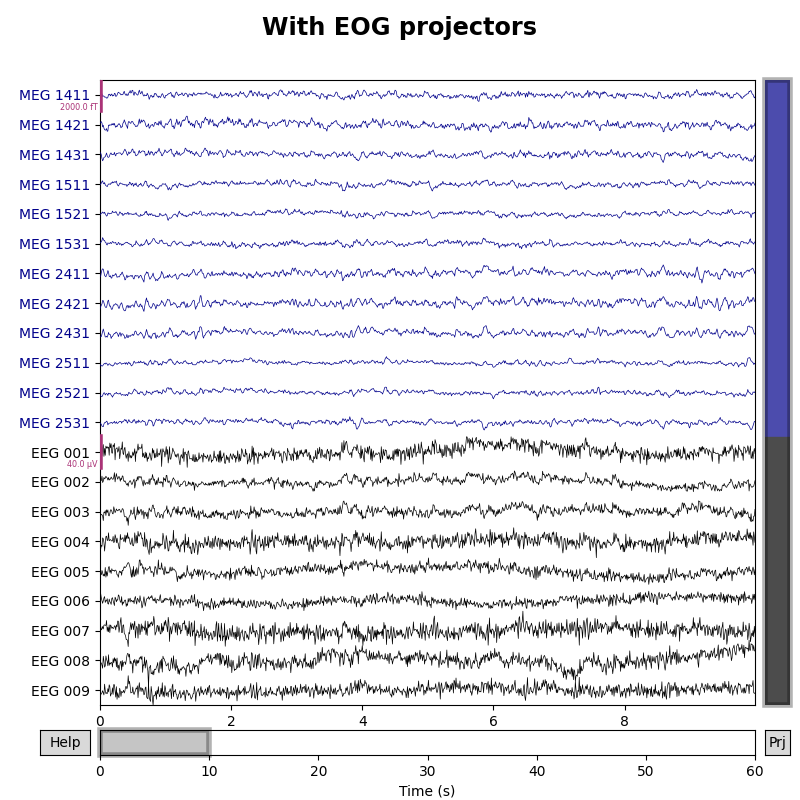 With EOG projectors
MEG 1411
2000.0 fT
MEG 1421
MEG 1431
MEG 1511
MEG 1521
MEG 1531
MEG 2411
MEG 2421
MEG 2431
MEG 2511
MEG 2521
MEG 2531
EEG 001
40.0 µV
EEG 002
EEG 003
EEG 004
EEG 005
EEG 006
EEG 007
EEG 008
EEG 009
0 2 4 6 8
Help Prj
0 10 20 30 40 50 60
Time (s)